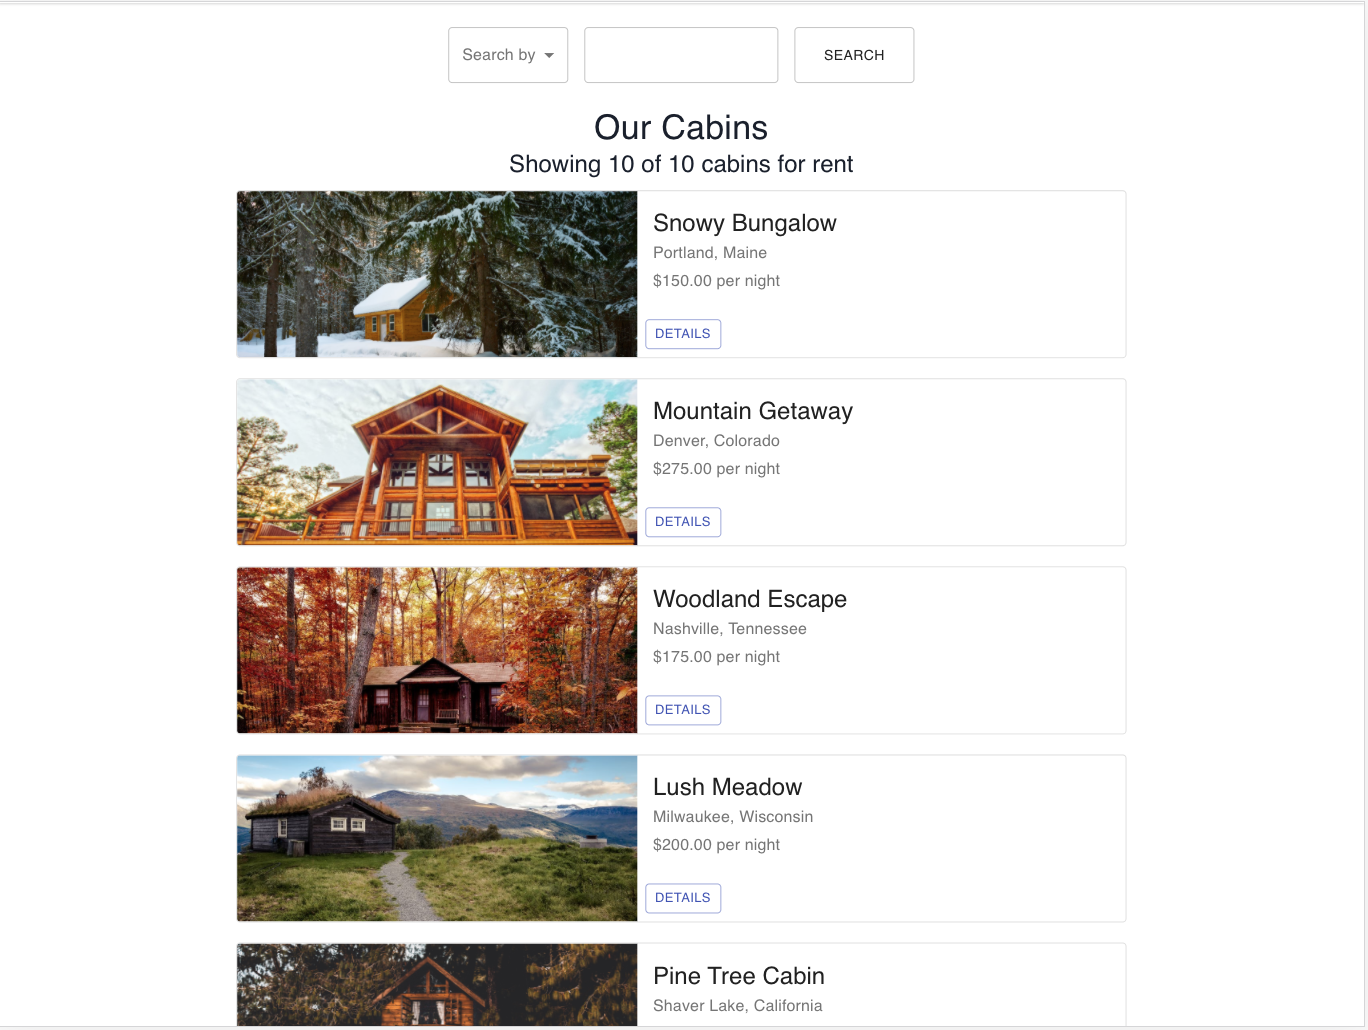 Search by
SEARCH
Our Cabins
Showing 10 of 10 cabins for rent
Snowy Bungalow
Portland, Maine
$150.00 per night
DETAILS
Mountain Getaway
Denver, Colorado
$275.00 per night
DETAILS
Woodland Escape
Nashville, Tennessee
$175.00 per night
DETAILS
Lush Meadow
Milwaukee, Wisconsin
$200.00 per night
DETAILS
Pine Tree Cabin
Shaver Lake, California